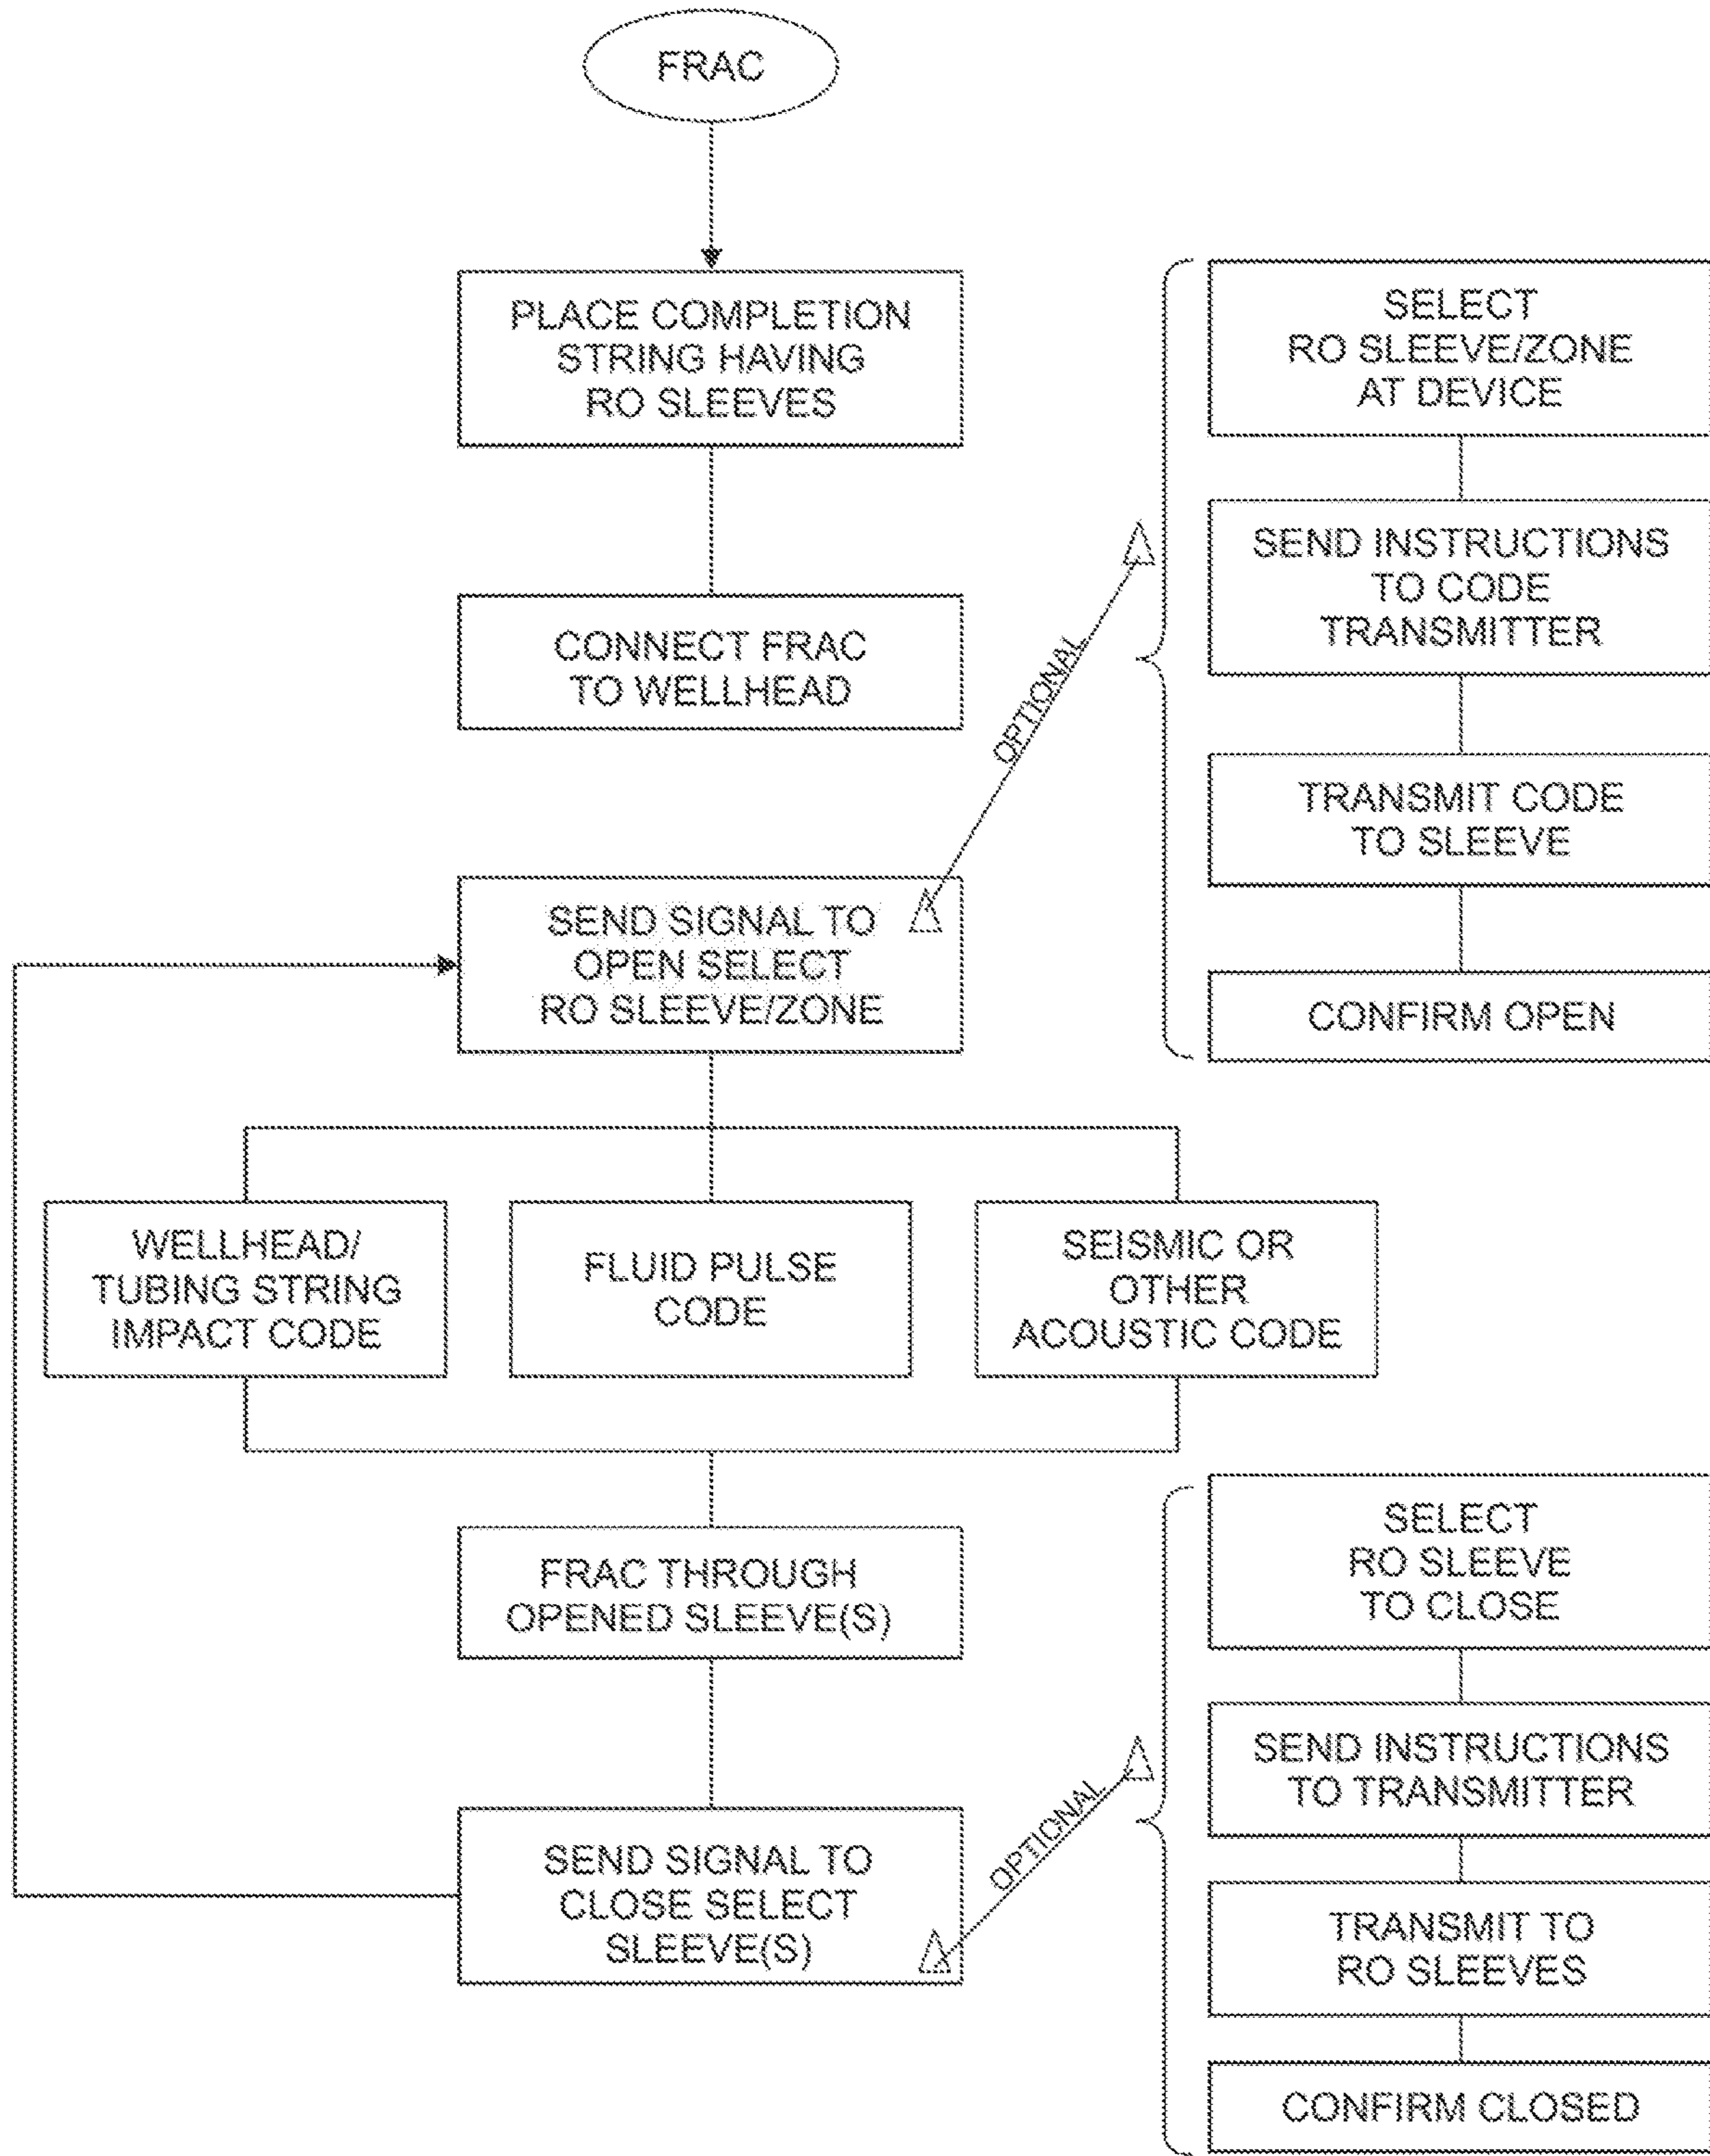 FRAC
PLACE COMPLETION
STRING HAVING
RO SLEEVES
CONNECT FRAC
TO WELLHEAD
SEND SIGNAL TO
OPEN SELECT
RO SLEEVE/ZONE
OPTIONAL
SELECT
RO SLEEVE/ZONE
AT DEVICE
SEND INSTRUCTIONS
TO CODE
TRANSMITTER
TRANSMIT CODE
TO SLEEVE
CONFIRM OPEN
WELLHEAD/
TUBING STRING
IMPACT CODE
FLUID PULSE
CODE
SEISMIC OR
OTHER
ACOUSTIC CODE
FRAC THROUGH
OPENED SLEEVE(S)
SEND SIGNAL TO
CLOSE SELECT
SLEEVE(S)
OPTIONAL
SELECT
RO SLEEVE
TO CLOSE
SEND INSTRUCTIONS
TO TRANSMITTER
TRANSMIT TO
RO SLEEVES
CONFIRM CLOSED